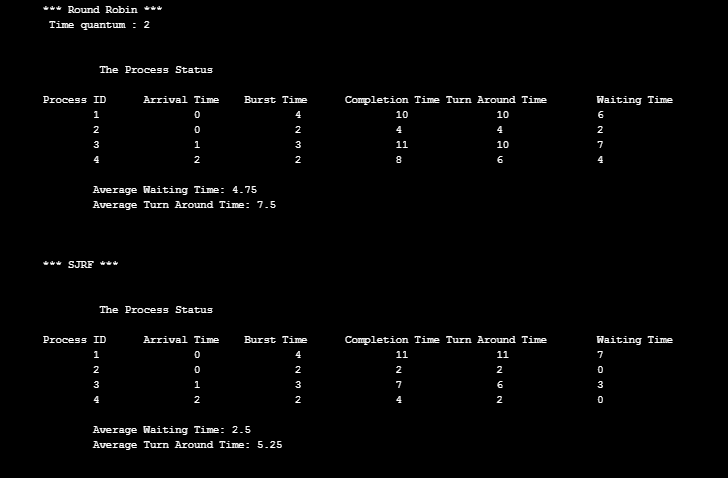 *** Round Robin ***
Time quantum : 2
The Process Status
Process ID Arrival Time Burst Time Completion Time Turn Around Time Waiting Time
1 0 4 10 10 6
2 0 2 4 4 2
3 1 3 11 10 7
4 2 2 8 6 4
Average Waiting Time: 4.75
Average Turn Around Time: 7.5
*** SJRF ***
The Process Status
Process ID Arrival Time Burst Time Completion Time Turn Around Time Waiting Time
1 0 4 11 11 7
2 0 2 2 2 0
3 1 3 7 6 3
4 2 2 4 2 0
Average Waiting Time: 2.5
Average Turn Around Time: 5.25